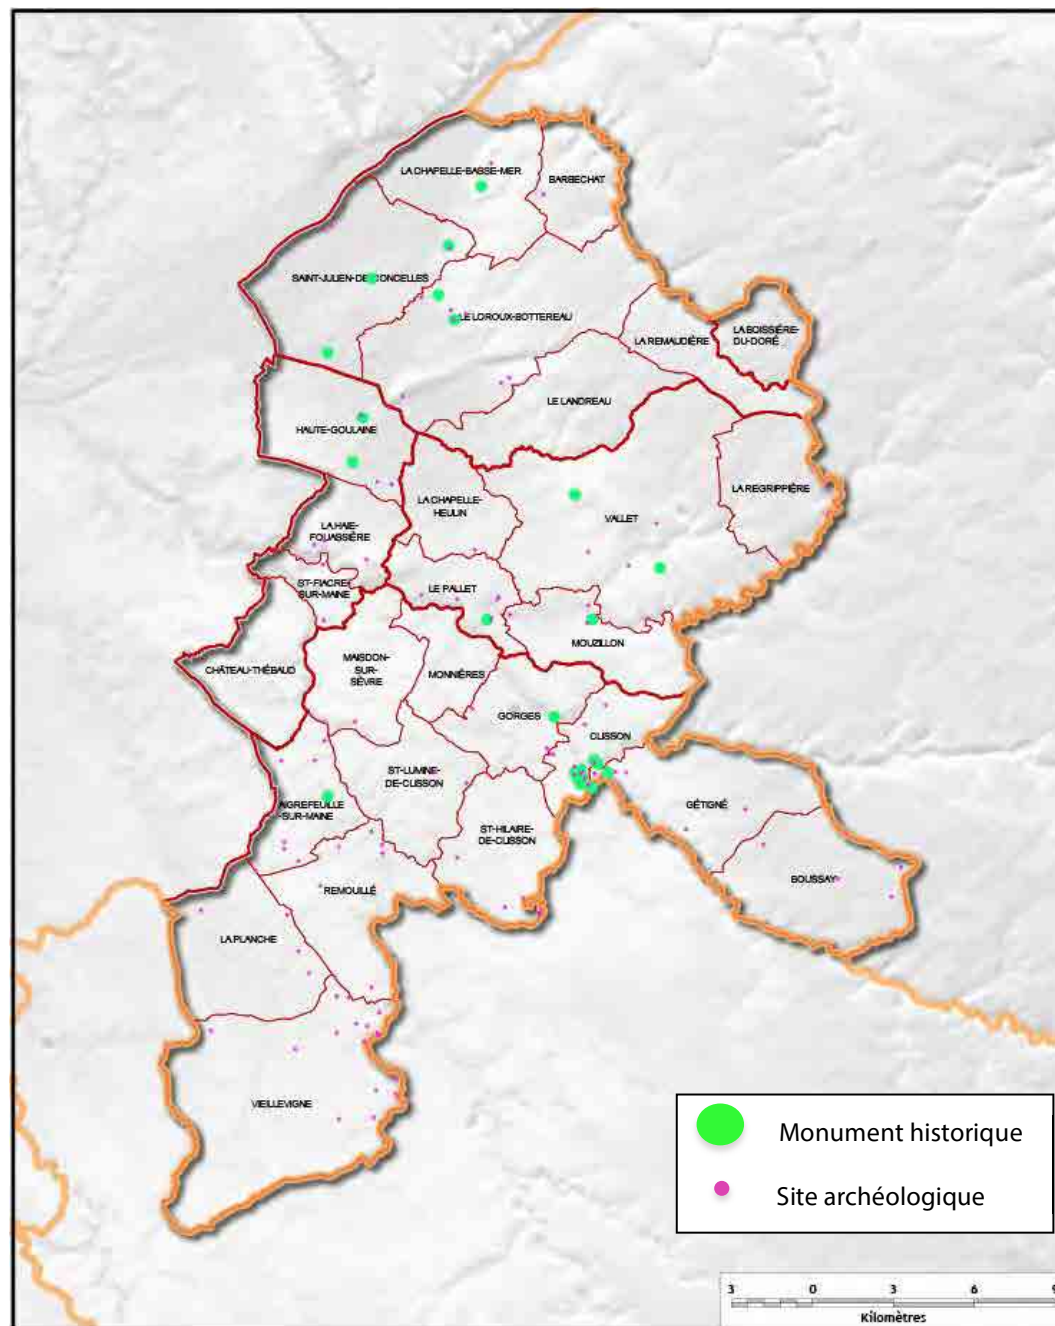 LA CHAPELLE-BASSE-MER
BARBECHAT
SAINT-JULIEN-DE-CONCELLES
LE LOROUX-BOTTEREAU
LA REMAUDIÈRE
LA BOISSIÈRE-
DU-DORÉ
LE LANDREAU
HAUTE-GOULAINE
LA CHAPELLE-
HEULIN
LA REGRIPPIÈRE
VALLET
LA HAIE-
FOUASSIÈRE
ST-FIACRE-
SUR-MAINE
LE PALLET
MOUZILLON
CHÂTEAU-THÉBAUD
MAISDON-
SUR-
SÈVRE
MONNIÈRES
GORGES
CLISSON
ST-LUMINE-
DE-CLISSON
AIGREFEUILLE
-SUR-MAINE
GÉTIGNÉ
ST-HILAIRE-
DE-CLISSON
BOUSSAY
REMOUILLÉ
LA PLANCHE
VIEILLEVIGNE
Monument historique
Site archéologique
3 0 3 6 9
Kilomètres